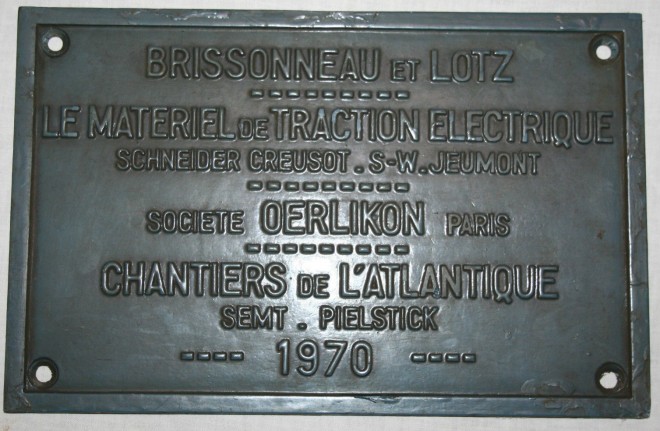 BRISSONNEAU ET LOTZ
LE MATERIEL DE TRACTION ELECTRIQUE
SCHNEIDER CREUSOT. S-W. JEUMONT
SOCIETE OERLIKON PARIS
CHANTIERS DE L'ATLANTIQUE
SEMT. PIELSTICK
---- 1970 ----